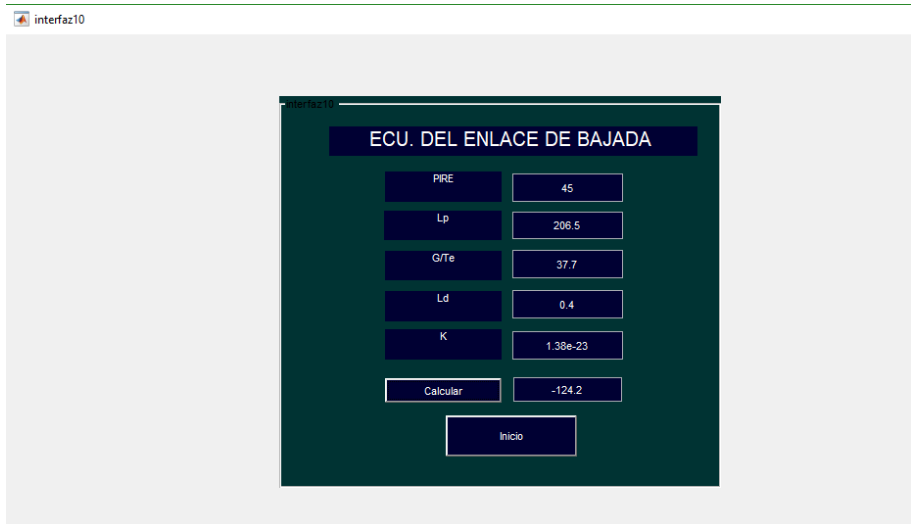 interfaz10
interfaz10
ECU. DEL ENLACE DE BAJADA
PIRE 45
Lp 206.5
G/Te 37.7
Ld 0.4
K 1.38e-23
Calcular -124.2
Inicio